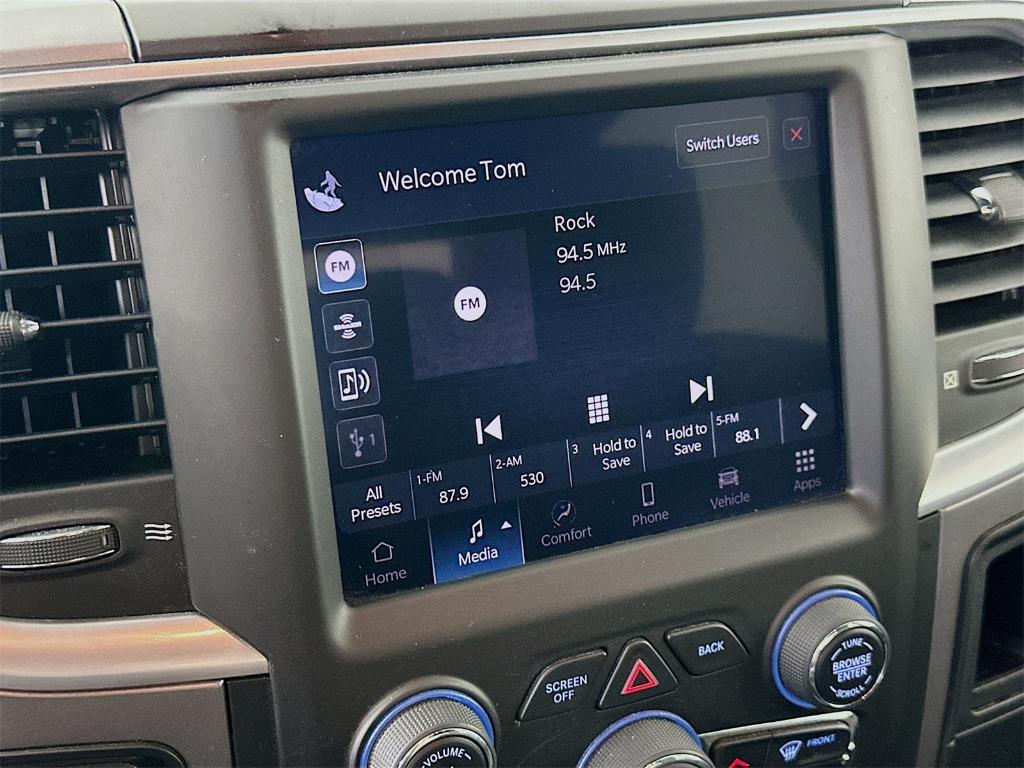 Welcome Tom
Switch Users
Rock
FM
94.5 MHz
94.5
FM
SiriusXM
1
All
Presets
1-FM
87.9
2-AM
530
3 Hold to
Save
4 Hold to
Save
5-FM
88.1
Home
Media
Comfort
Phone
Vehicle
Apps
SCREEN
OFF
BACK
TUNE
BROWSE
ENTER
SCROLL
VOLUME
FRONT